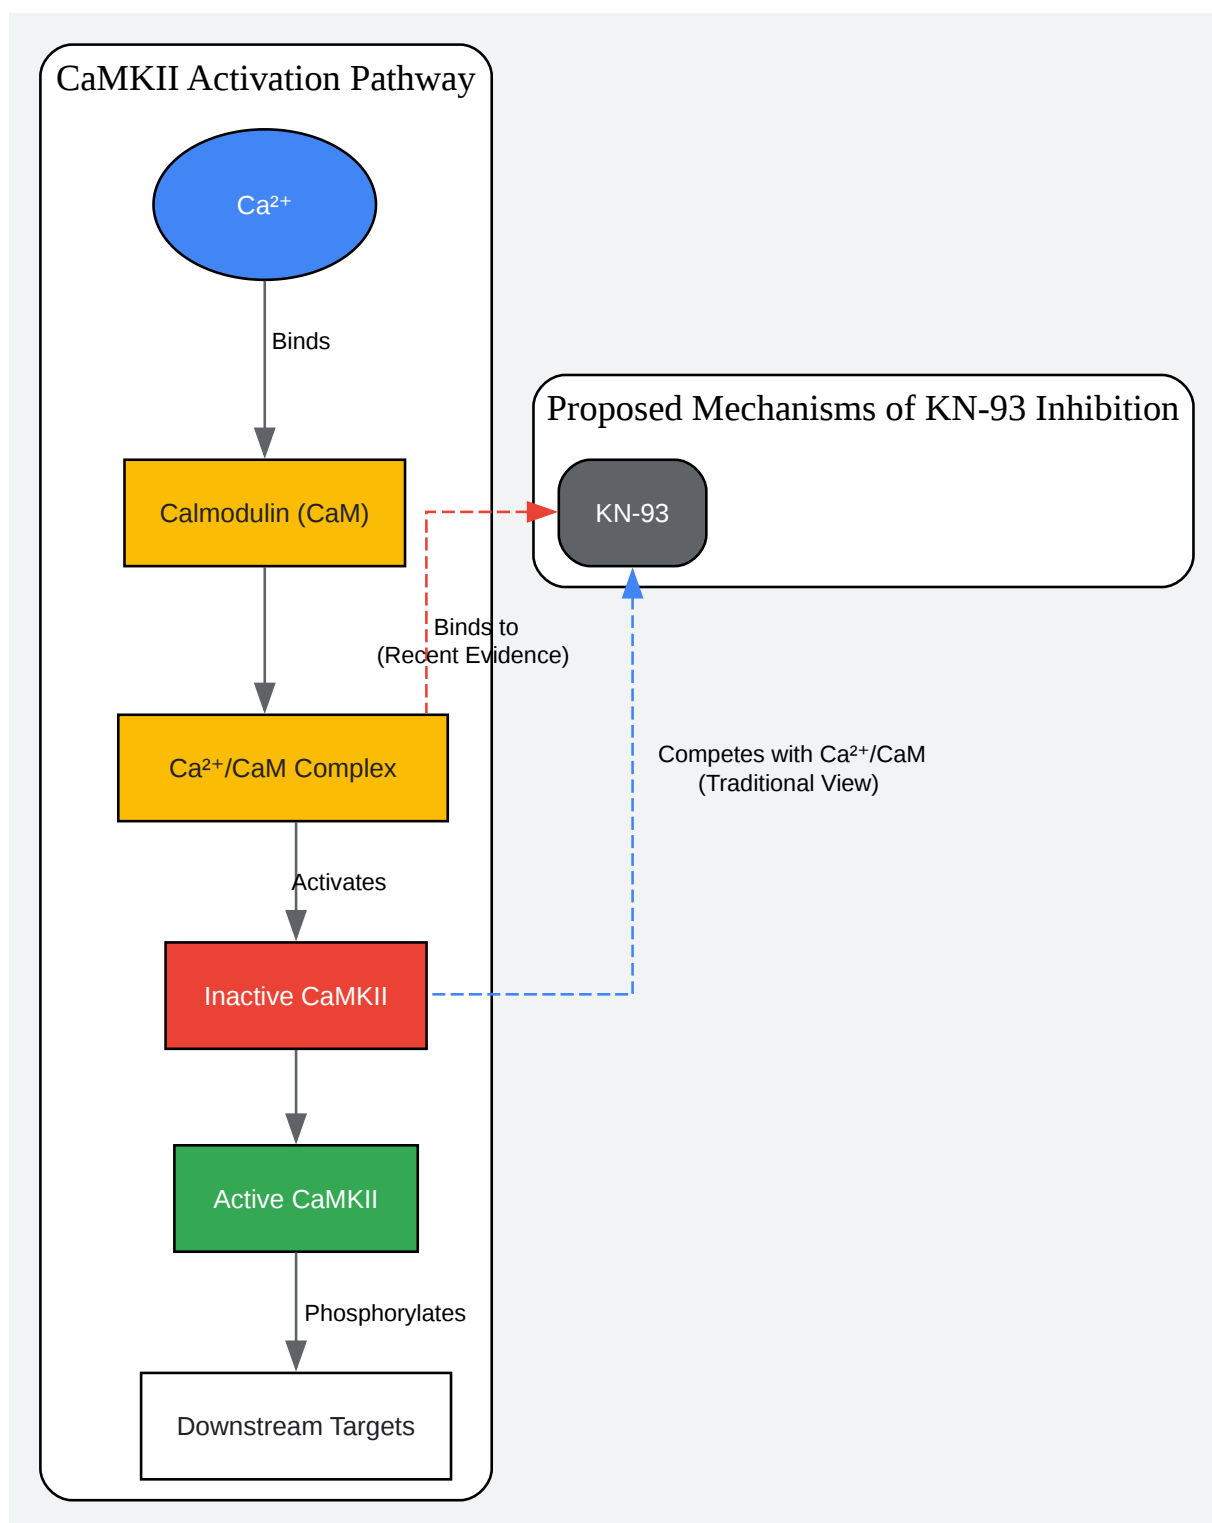 CaMKII Activation Pathway
Ca²⁺
Binds
Proposed Mechanisms of KN-93 Inhibition
Calmodulin (CaM)
KN-93
Binds to
(Recent Evidence)
Ca²⁺/CaM Complex
Competes with Ca²⁺/CaM
(Traditional View)
Activates
Inactive CaMKII
Active CaMKII
Phosphorylates
Downstream Targets